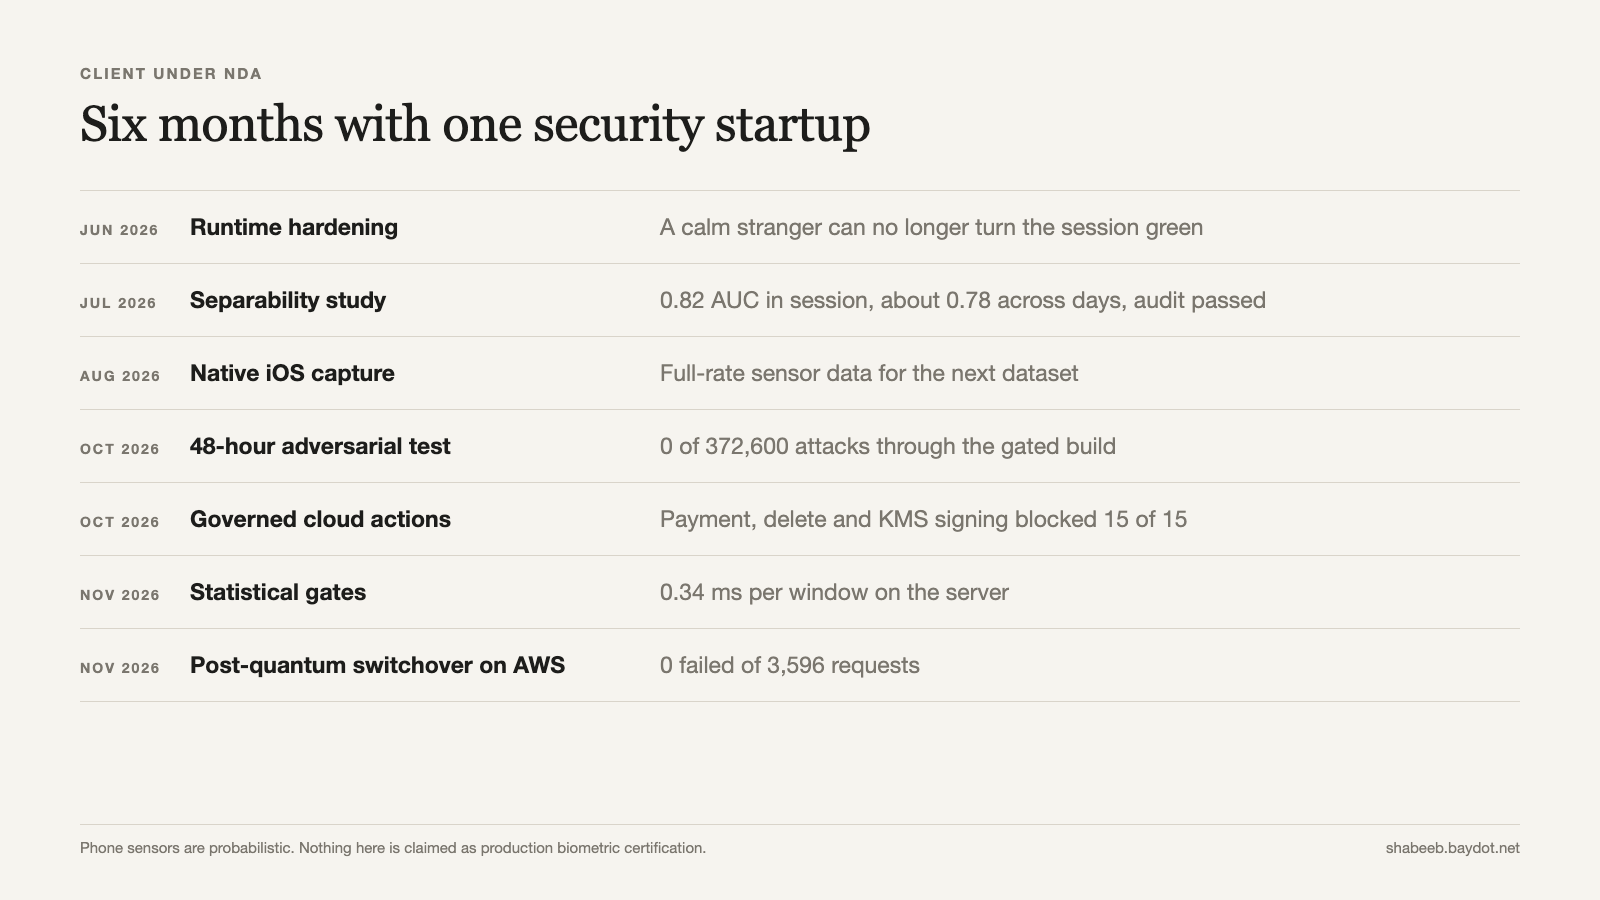 CLIENT UNDER NDA
Six months with one security startup
JUN 2026 Runtime hardening A calm stranger can no longer turn the session green
JUL 2026 Separability study 0.82 AUC in session, about 0.78 across days, audit passed
AUG 2026 Native iOS capture Full-rate sensor data for the next dataset
OCT 2026 48-hour adversarial test 0 of 372,600 attacks through the gated build
OCT 2026 Governed cloud actions Payment, delete and KMS signing blocked 15 of 15
NOV 2026 Statistical gates 0.34 ms per window on the server
NOV 2026 Post-quantum switchover on AWS 0 failed of 3,596 requests
Phone sensors are probabilistic. Nothing here is claimed as production biometric certification. shabeeb.baydot.net